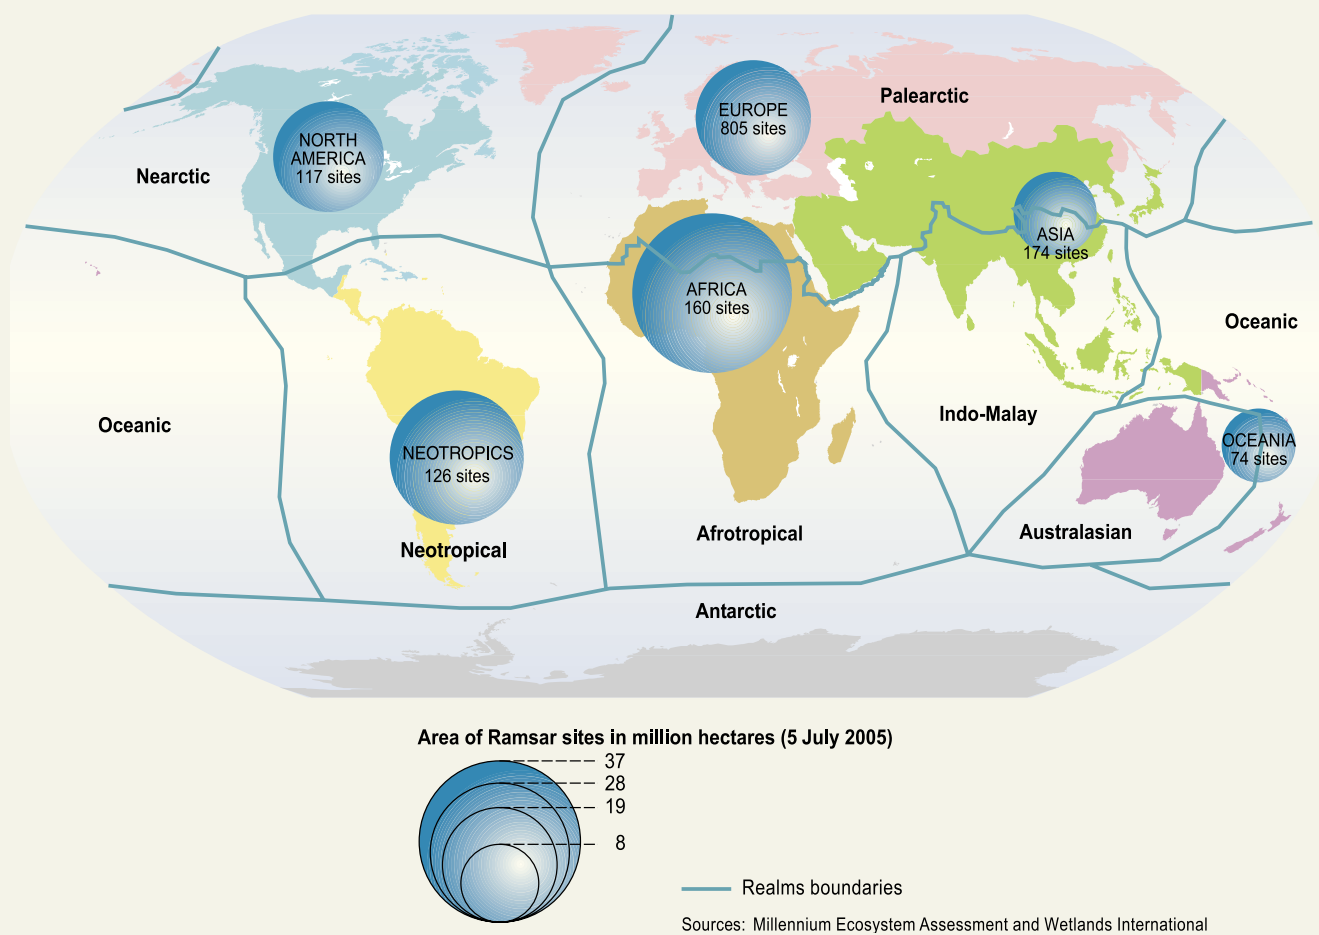 EUROPE
805 sites
Palearctic
NORTH
AMERICA
117 sites
Nearctic
ASIA
174 sites
AFRICA
160 sites
Oceanic
Indo-Malay
Oceanic
NEOTROPICS
126 sites
OCEANIA
74 sites
Neotropical
Afrotropical
Australasian
Antarctic
Area of Ramsar sites in million hectares (5 July 2005)
37
28
19
8
Realms boundaries
Sources: Millennium Ecosystem Assessment and Wetlands International